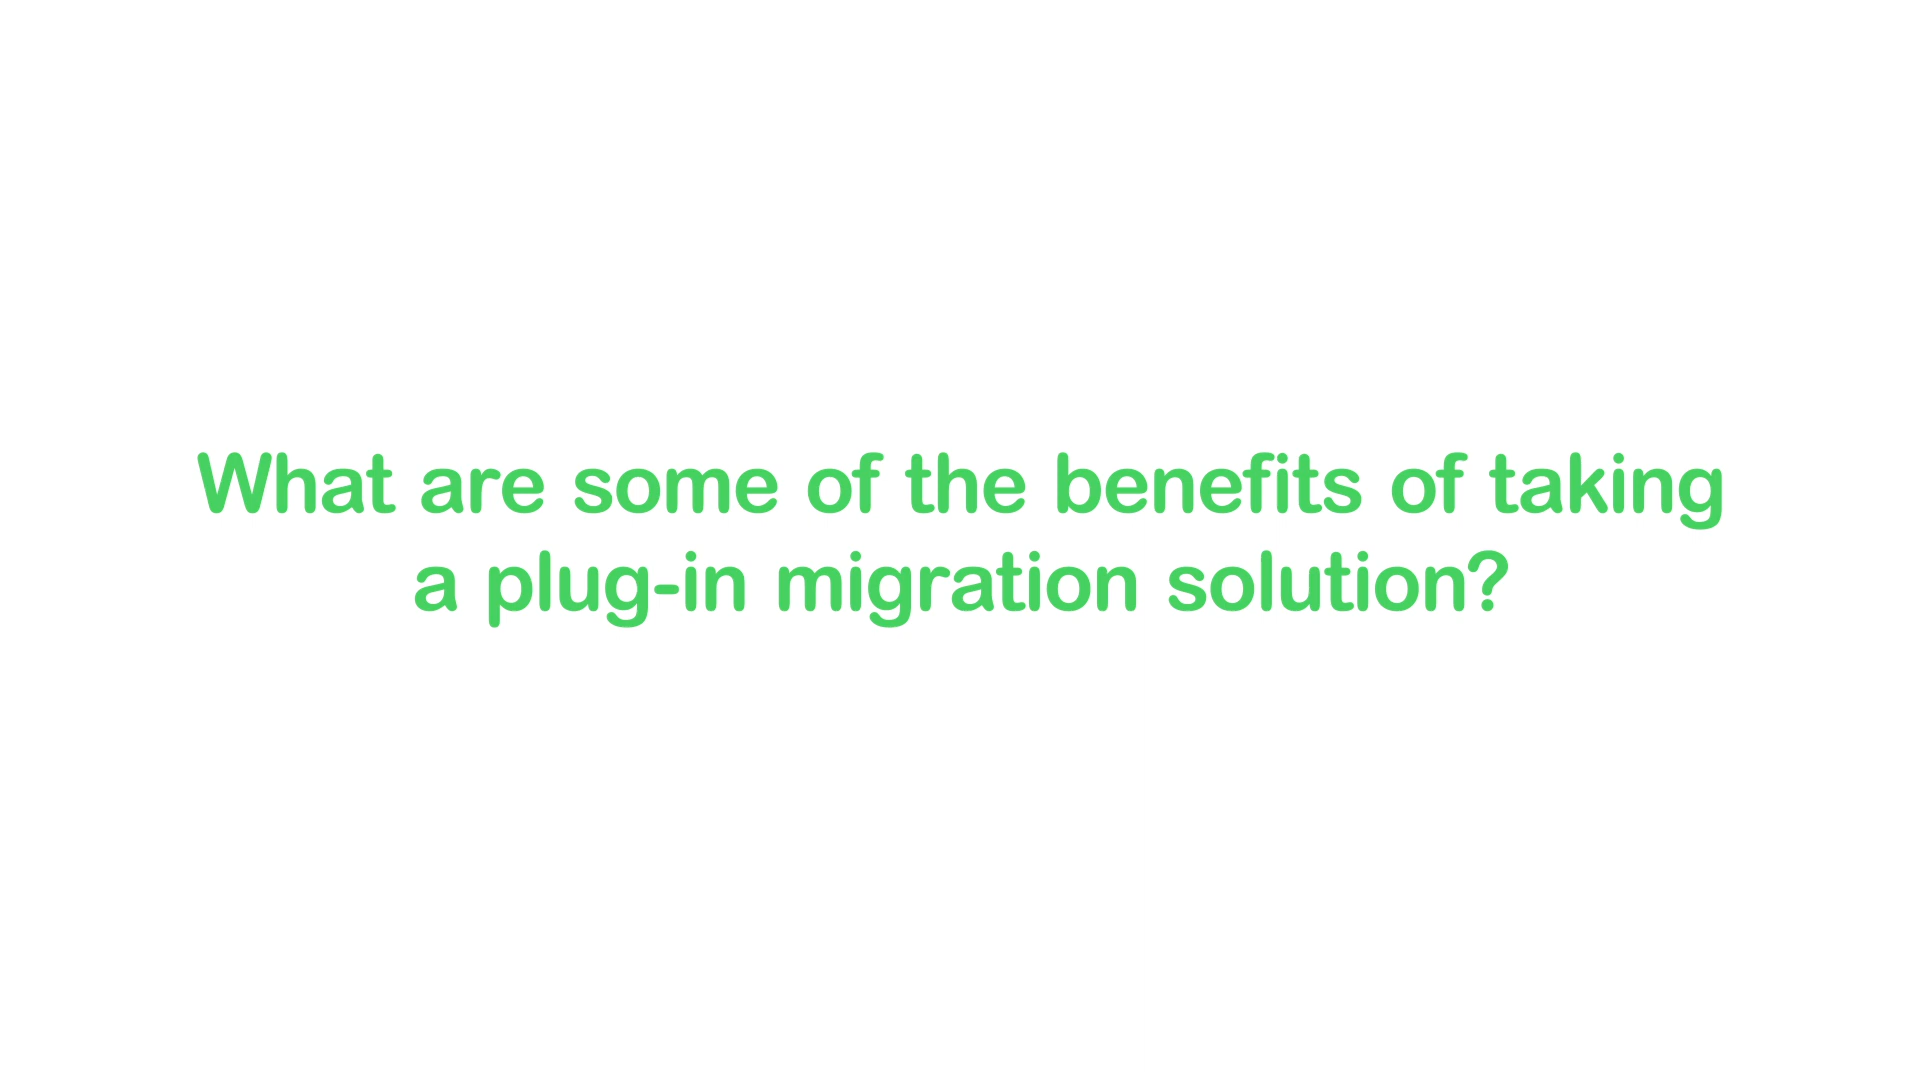 What are some of the benefits of taking
a plug-in migration solution?